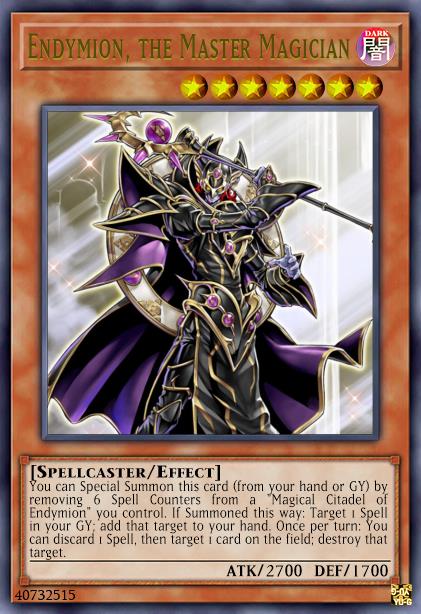 Endymion, the Master Magician
DARK
闇
[Spellcaster/Effect]
You can Special Summon this card (from your hand or GY) by
removing 6 Spell Counters from a "Magical Citadel of
Endymion" you control. If Summoned this way: Target 1 Spell
in your GY; add that target to your hand. Once per turn: You
can discard 1 Spell, then target 1 card on the field; destroy that
target.
ATK/2700 DEF/1700
40732515